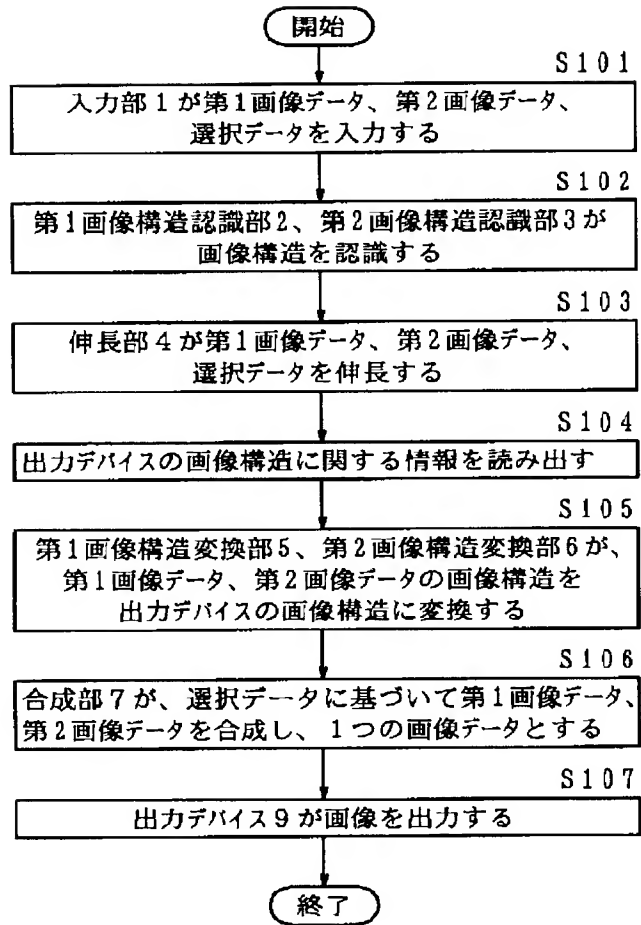 開始
S101
入力部1が第1画像データ、第2画像データ、
選択データを入力する
S102
第1画像構造認識部2、第2画像構造認識部3が
画像構造を認識する
S103
伸長部4が第1画像データ、第2画像データ、
選択データを伸長する
S104
出力デバイスの画像構造に関する情報を読み出す
S105
第1画像構造変換部5、第2画像構造変換部6が、
第1画像データ、第2画像データの画像構造を
出力デバイスの画像構造に変換する
S106
合成部7が、選択データに基づいて第1画像データ、
第2画像データを合成し、1つの画像データとする
S107
出力デバイス9が画像を出力する
終了